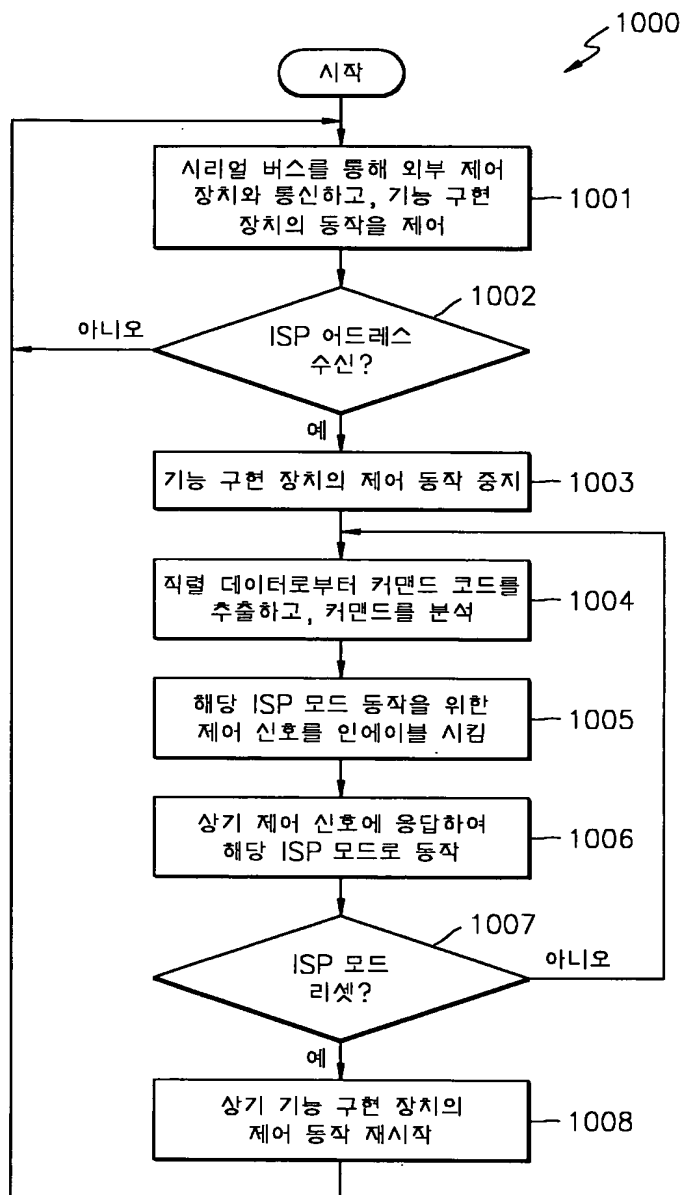 1000
시작
시리얼 버스를 통해 외부 제어
장치와 통신하고, 기능 구현
장치의 동작을 제어
1001
1002
아니오
ISP 어드레스
수신?
예
기능 구현 장치의 제어 동작 중지
1003
직렬 데이터로부터 커맨드 코드를
추출하고, 커맨드를 분석
1004
해당 ISP 모드 동작을 위한
제어 신호를 인에이블 시킴
1005
상기 제어 신호에 응답하여
해당 ISP 모드로 동작
1006
1007
ISP 모드
리셋?
아니오
예
상기 기능 구현 장치의
제어 동작 재시작
1008